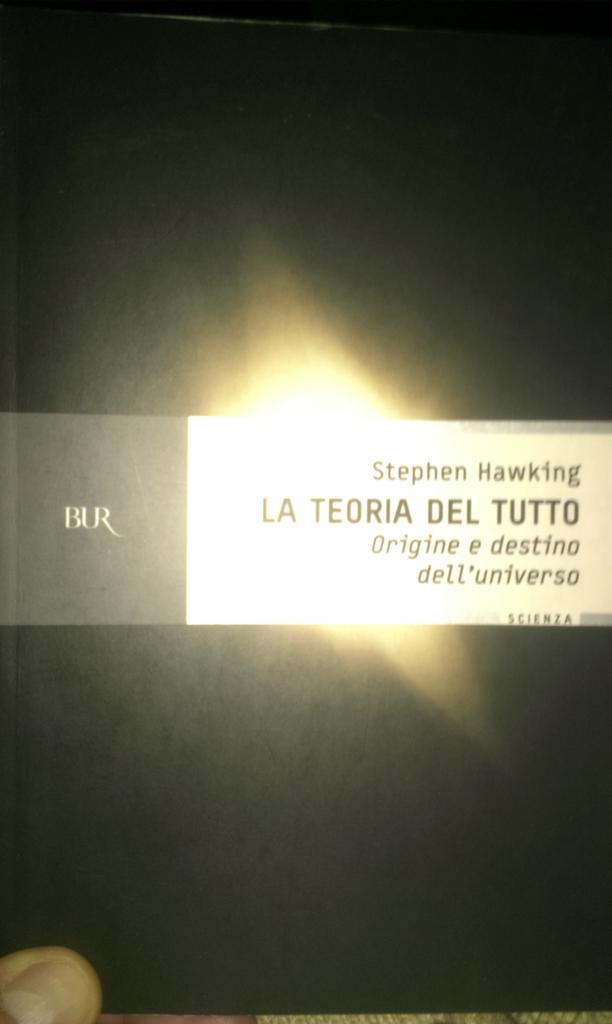 Stephen Hawking
LA TEORIA DEL TUTTO
Origine e destino
dell'universo
BUR
SCIENZA